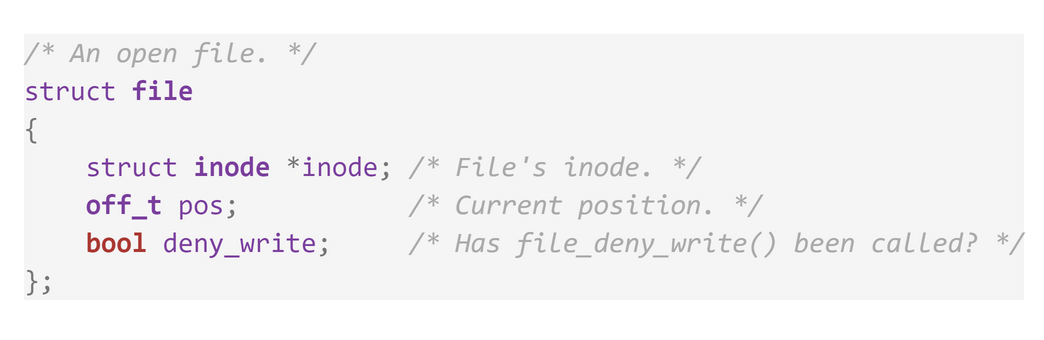 /* An open file. */
struct file
{
    struct inode *inode; /* File's inode. */
    off_t pos;           /* Current position. */
    bool deny_write;     /* Has file_deny_write() been called? */
};